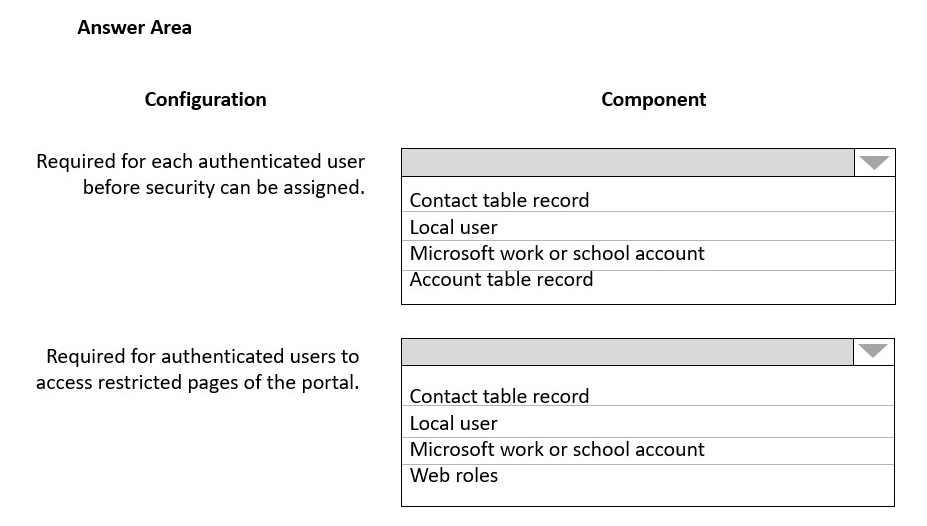 Answer Area
Configuration
Component
Required for each authenticated user
before security can be assigned.
Contact table record
Local user
Microsoft work or school account
Account table record
Required for authenticated users to
access restricted pages of the portal.
Contact table record
Local user
Microsoft work or school account
Web roles